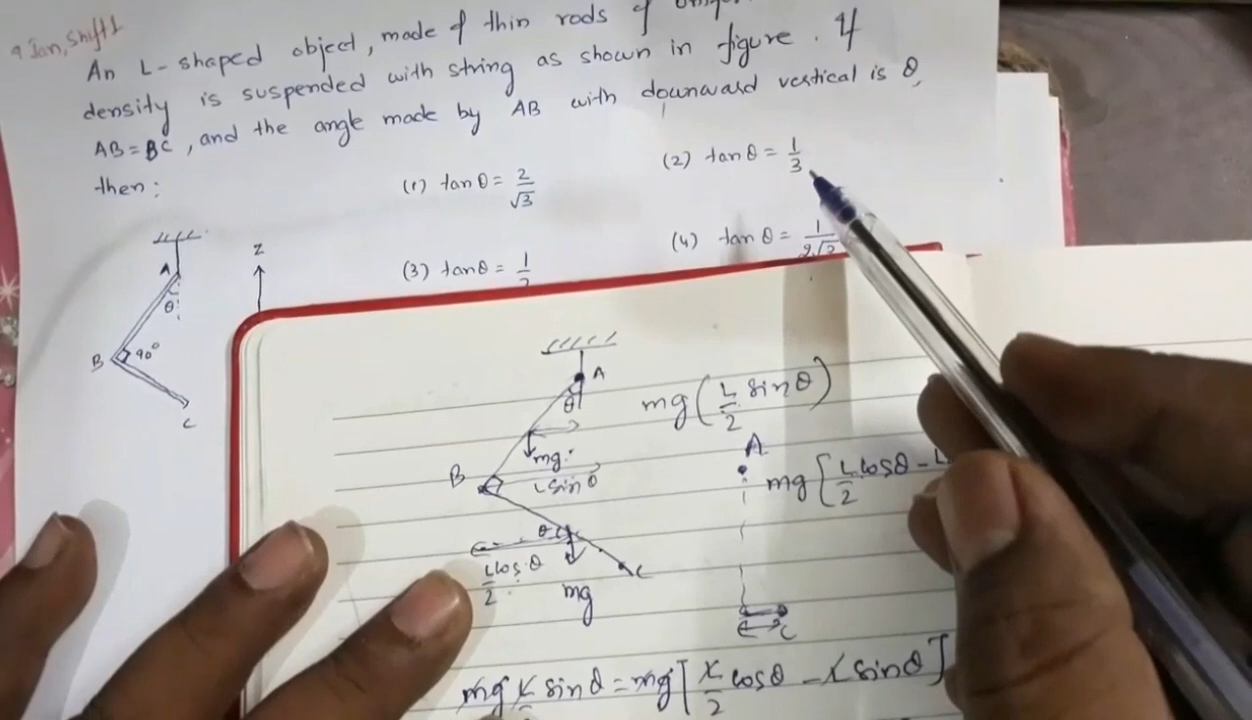 9 Jan, Shift 1
An L-shaped object, made of thin rods of
density is suspended with string as shown in figure. If
AB = BC, and the angle made by AB with downward vertical is θ,
then:
(1) tan θ = 2/√3
(2) tan θ = 1/3
(3) tan θ = 1/
(4) tan θ = 1/2√3
A
θ
B
90°
C
Z
A
θ
mg
B
L sin θ
θ
L/2 cos θ
mg
C
mg(L/2 sin θ)
A
mg[L/2 cos θ -
C
mg L/2 sin θ = mg[L/2 cos θ - L sin θ]